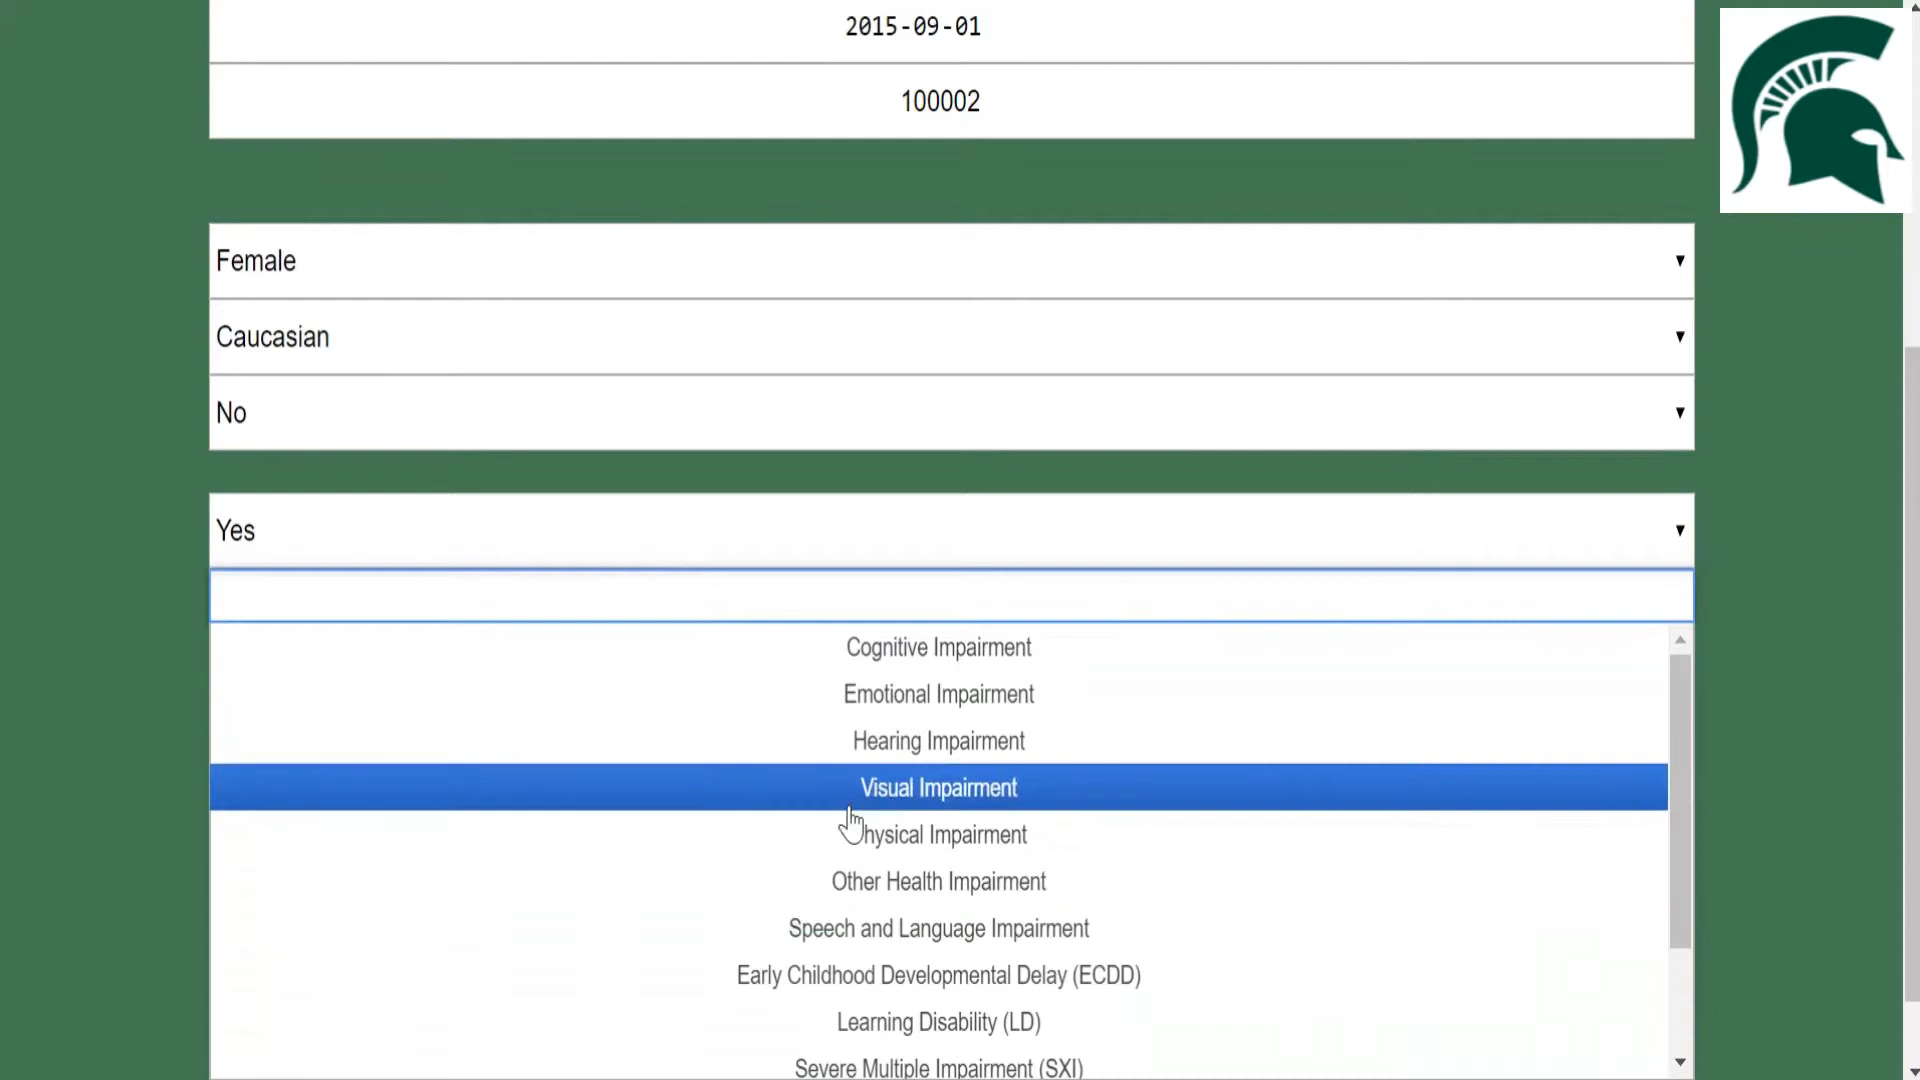 2015-09-01
100002
Female
Caucasian
No
Yes
Cognitive Impairment
Emotional Impairment
Hearing Impairment
Visual Impairment
hysical Impairment
Other Health Impairment
Speech and Language Impairment
Early Childhood Developmental Delay (ECDD)
Learning Disability (LD)
Severe Multiple Impairment (SXI)